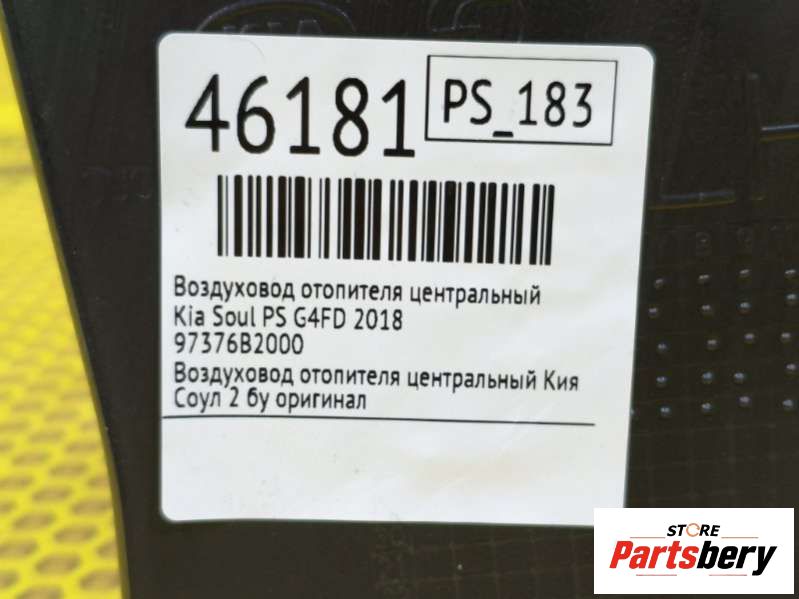 46181
PS_183
Воздуховод отопителя центральный
Kia Soul PS G4FD 2018
97376B2000
Воздуховод отопителя центральный Кия
Соул 2 бу оригинал
STORE
Partsbery